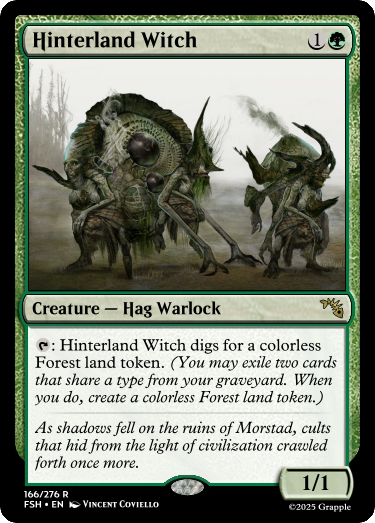 Hinterland Witch 1
Creature — Hag Warlock
: Hinterland Witch digs for a colorless
Forest land token. (You may exile two cards
that share a type from your graveyard. When
you do, create a colorless Forest land token.)
As shadows fell on the ruins of Morstad, cults
that hid from the light of civilization crawled
forth once more.
1/1
166/276 R
FSH • EN Vincent Coviello
©2025 Grapple